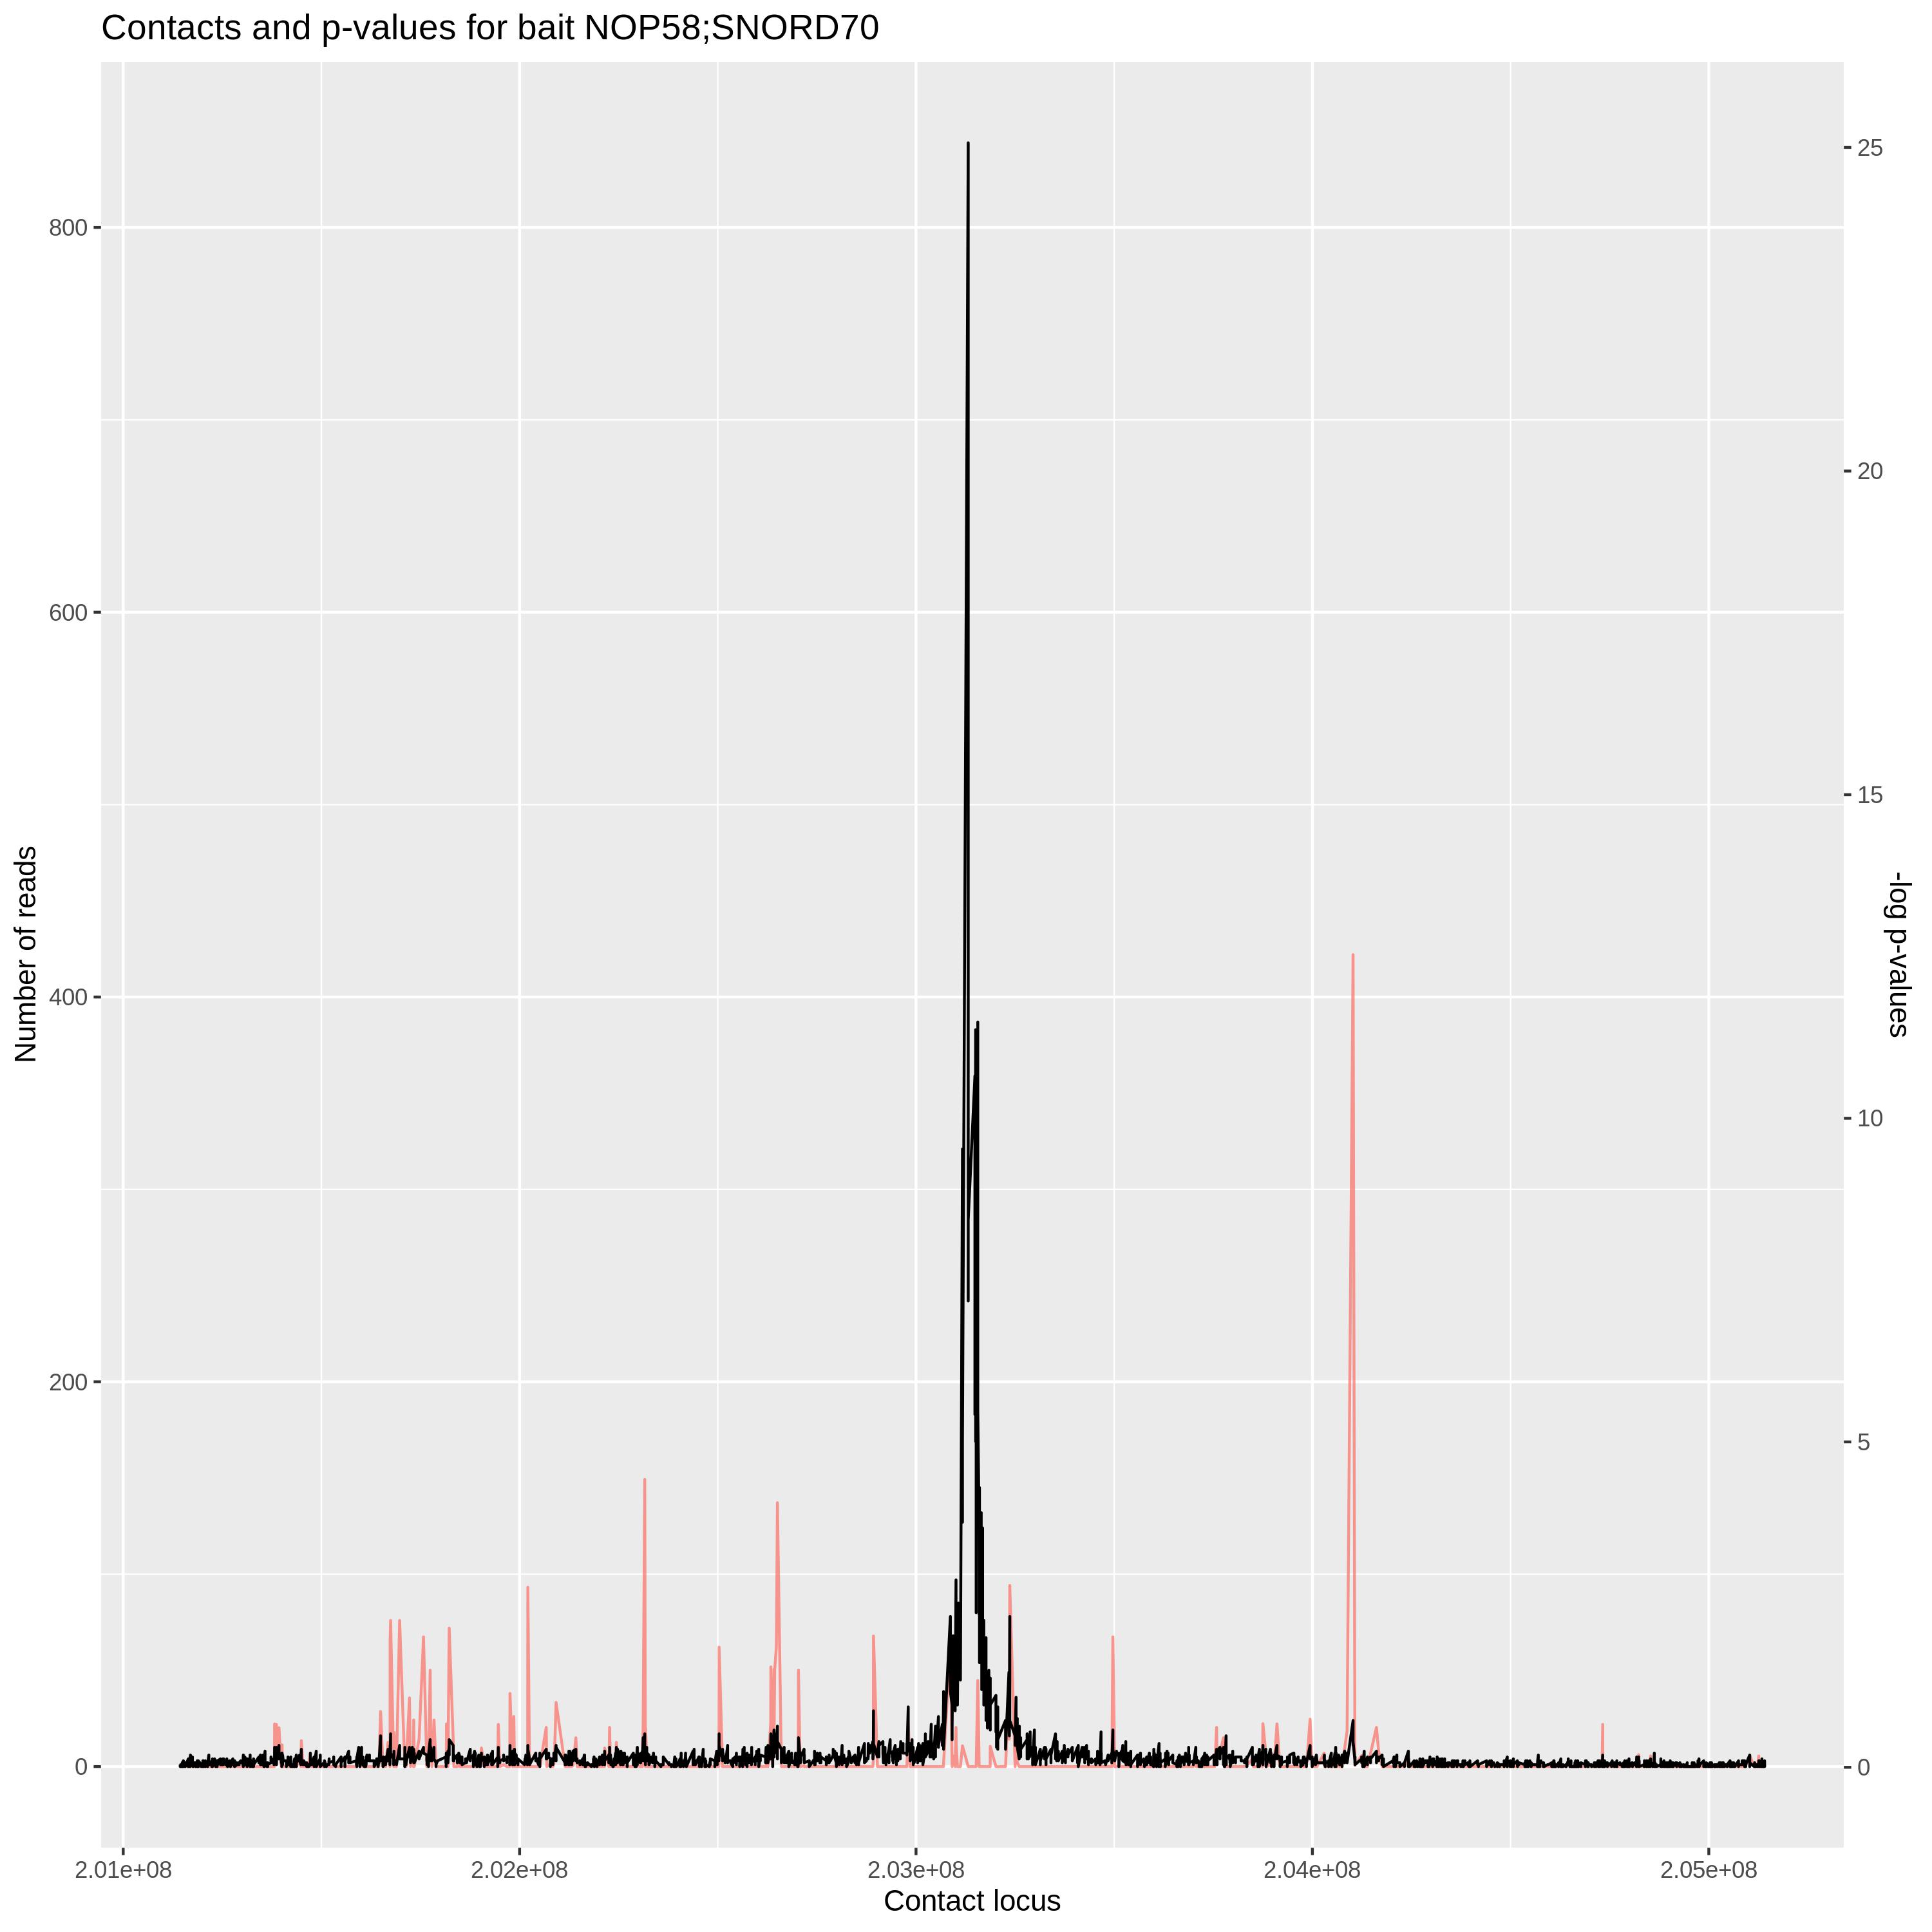 Contacts and p-values for bait NOP58;SNORD70
Number of reads
800
600
400
200
0
25
20
15
10
5
0
-log p-values
2.01e+08 2.02e+08 2.03e+08 2.04e+08 2.05e+08
Contact locus